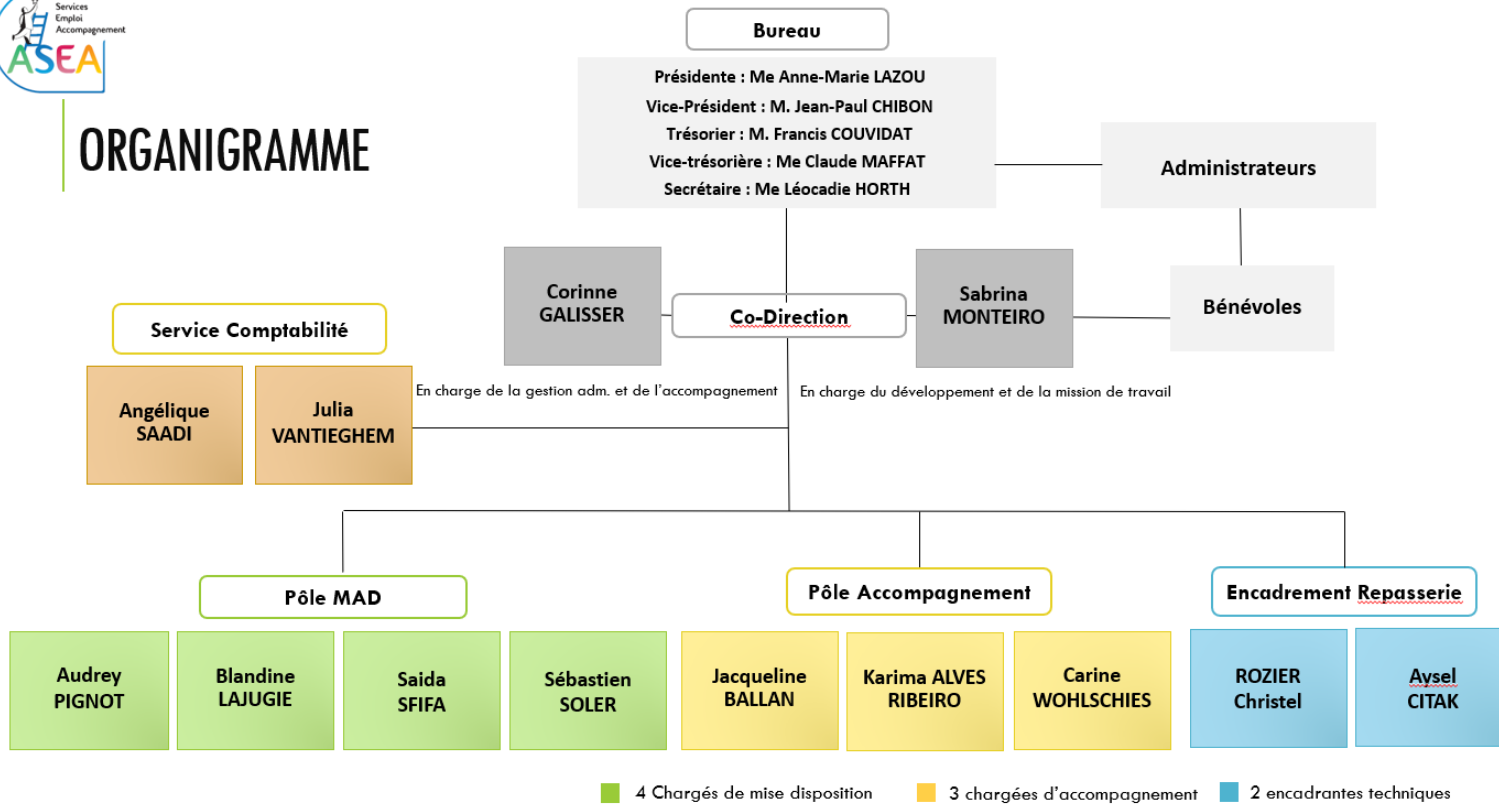 Services
Emploi
Accompagnement
ASEA
ORGANIGRAMME
Bureau
Présidente : Me Anne-Marie LAZOU
Vice-Président : M. Jean-Paul CHIBON
Trésorier : M. Francis COUVIDAT
Vice-trésorière : Me Claude MAFFAT
Secrétaire : Me Léocadie HORTH
Administrateurs
Bénévoles
Corinne
GALISSER
Co-Direction
Sabrina
MONTEIRO
En charge de la gestion adm. et de l'accompagnement
En charge du développement et de la mission de travail
Service Comptabilité
Angélique
SAADI
Julia
VANTIEGHEM
Pôle MAD
Audrey
PIGNOT
Blandine
LAJUGIE
Saida
SFIFA
Sébastien
SOLER
Pôle Accompagnement
Jacqueline
BALLAN
Karima ALVES
RIBEIRO
Carine
WOHLSCHIES
Encadrement Repasserie
ROZIER
Christel
Aysel
CITAK
4 Chargés de mise disposition
3 chargées d'accompagnement
2 encadrantes techniques